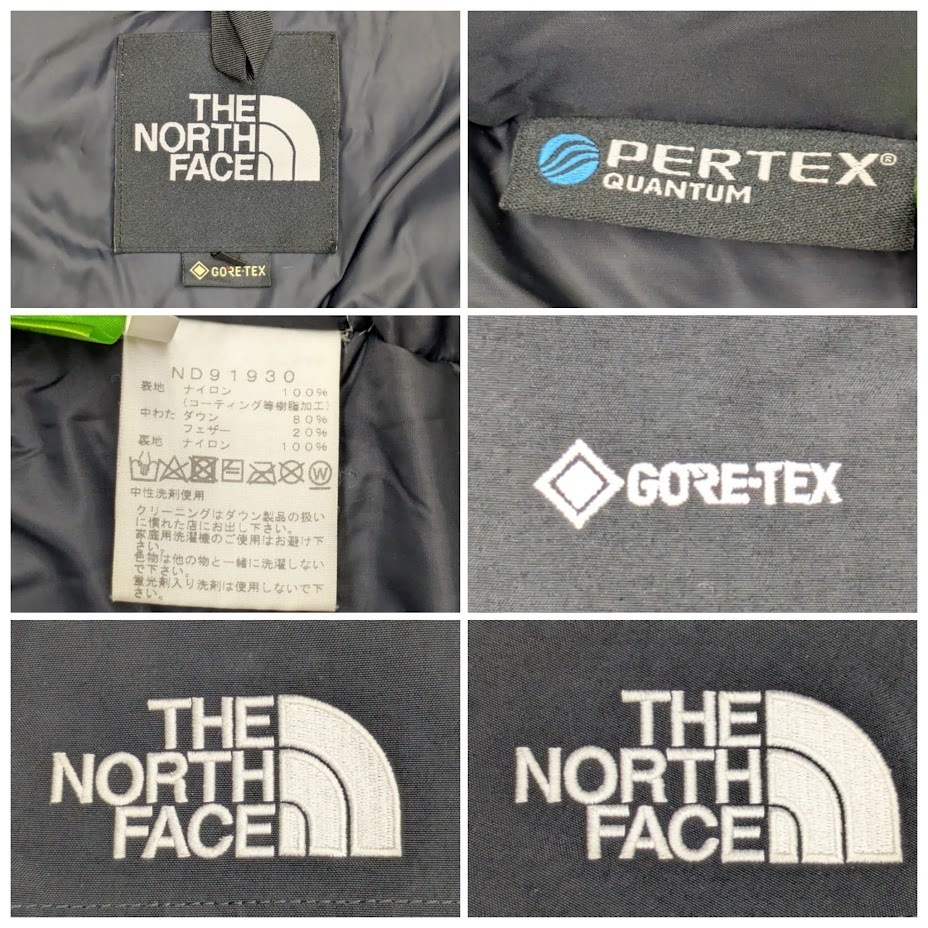 THE
NORTH
FACE
GORE-TEX
PERTEX®
QUANTUM
ND91930
表地 ナイロン 100%
(コーティング等樹脂加工)
中わた ダウン 80%
フェザー 20%
裏地 ナイロン 100%
W
中性洗剤使用
クリーニングはダウン製品の扱い
に慣れた店にお出し下さい。
家庭用洗濯機のご使用はお避け下
さい。
色物は他の物と一緒に洗濯しない
で下さい。
蛍光剤入り洗剤は使用しないで下
さい。
GORE-TEX
THE
NORTH
FACE
THE
NORTH
FACE